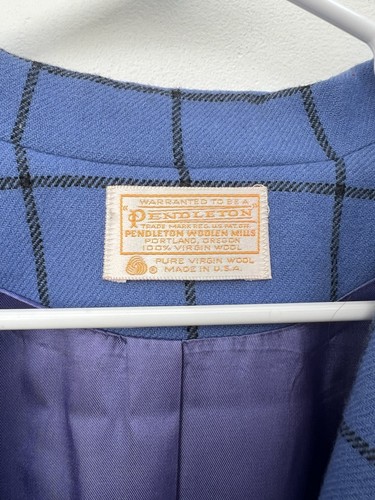 WARRANTED TO BE A
"PENDLETON"
TRADE MARK REG. U.S. PAT. OFF.
PENDLETON WOOLEN MILLS
PORTLAND, OREGON
100% VIRGIN WOOL
® PURE VIRGIN WOOL
MADE IN U.S.A.